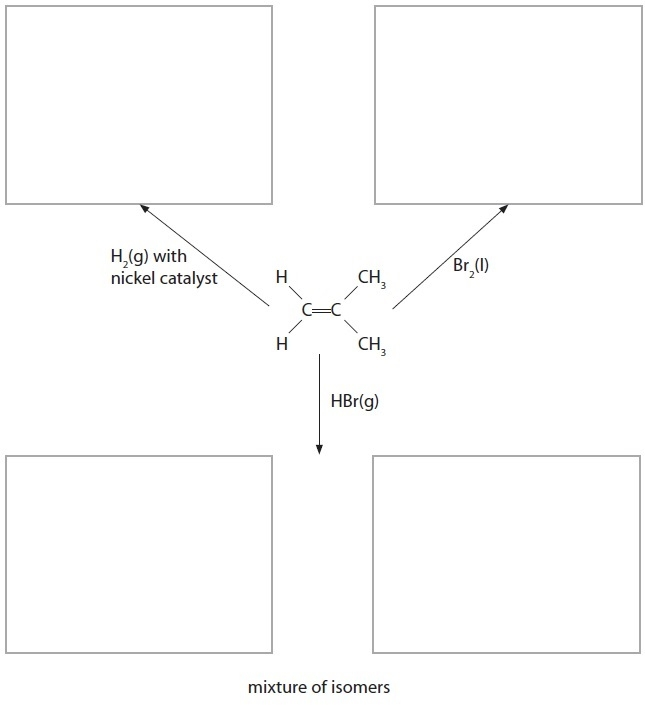 H₂(g) with
nickel catalyst
Br₂(l)
H CH₃
C=C
H CH₃
HBr(g)
mixture of isomers